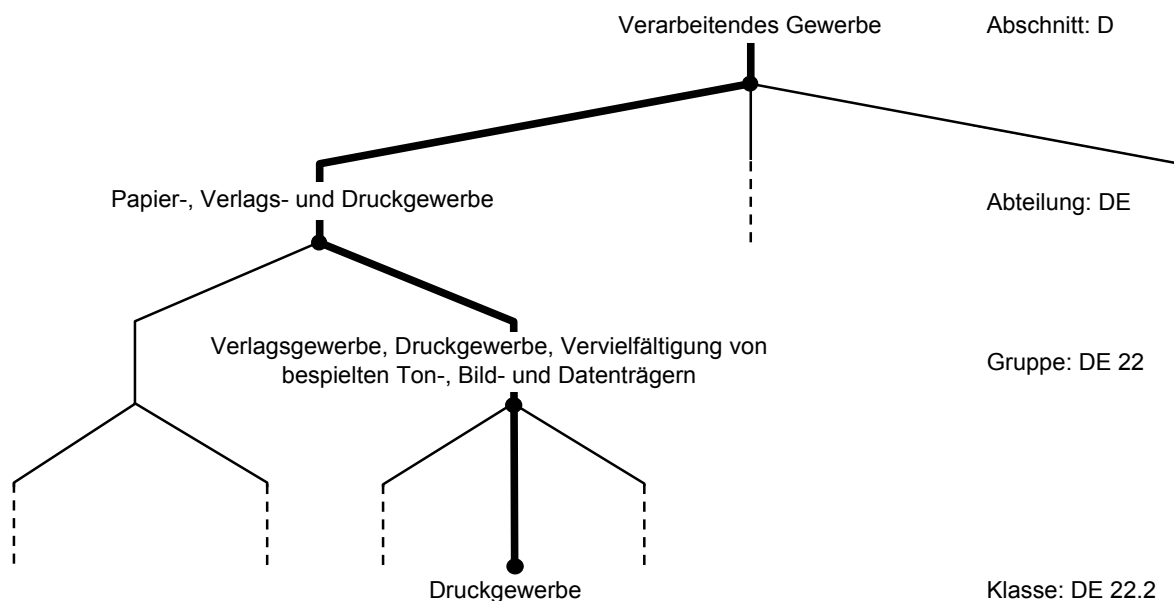 Verarbeitendes Gewerbe
Abschnitt: D
Papier-, Verlags- und Druckgewerbe
Abteilung: DE
Verlagsgewerbe, Druckgewerbe, Vervielfältigung von
bespielten Ton-, Bild- und Datenträgern
Gruppe: DE 22
Druckgewerbe
Klasse: DE 22.2